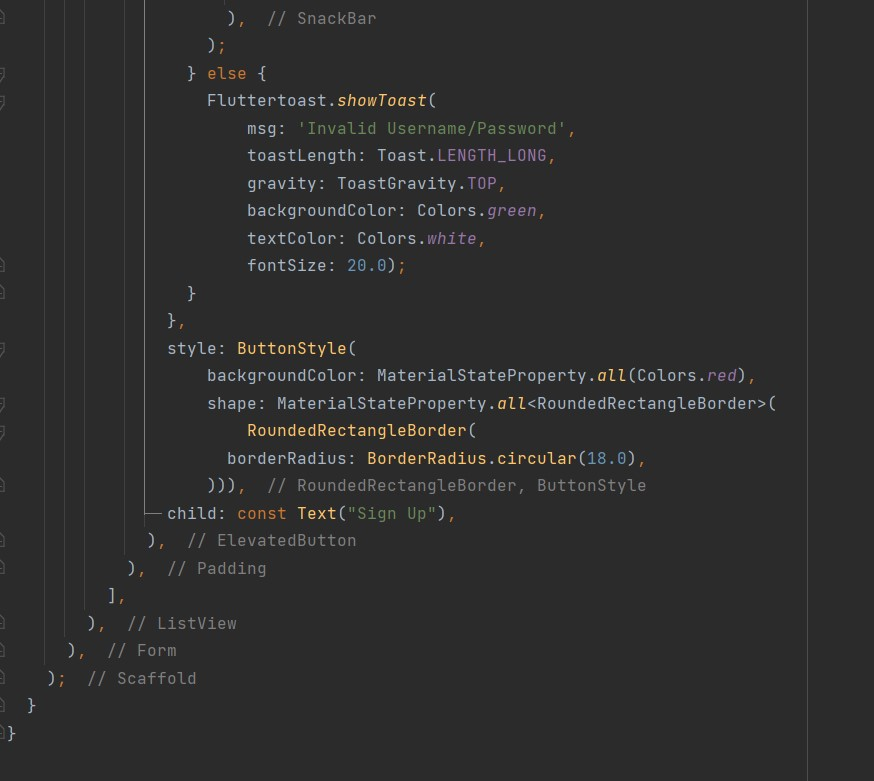 ), // SnackBar
);
} else {
Fluttertoast.showToast(
msg: 'Invalid Username/Password',
toastLength: Toast.LENGTH_LONG,
gravity: ToastGravity.TOP,
backgroundColor: Colors.green,
textColor: Colors.white,
fontSize: 20.0);
}
},
style: ButtonStyle(
backgroundColor: MaterialStateProperty.all(Colors.red),
shape: MaterialStateProperty.all<RoundedRectangleBorder>(
RoundedRectangleBorder(
borderRadius: BorderRadius.circular(18.0),
))), // RoundedRectangleBorder, ButtonStyle
child: const Text("Sign Up"),
), // ElevatedButton
), // Padding
],
), // ListView
), // Form
); // Scaffold
}
}